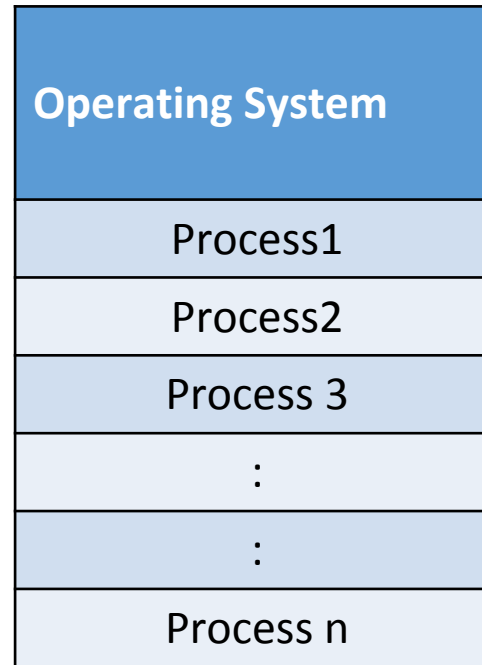 Operating System
Process1
Process2
Process 3
:
:
Process n